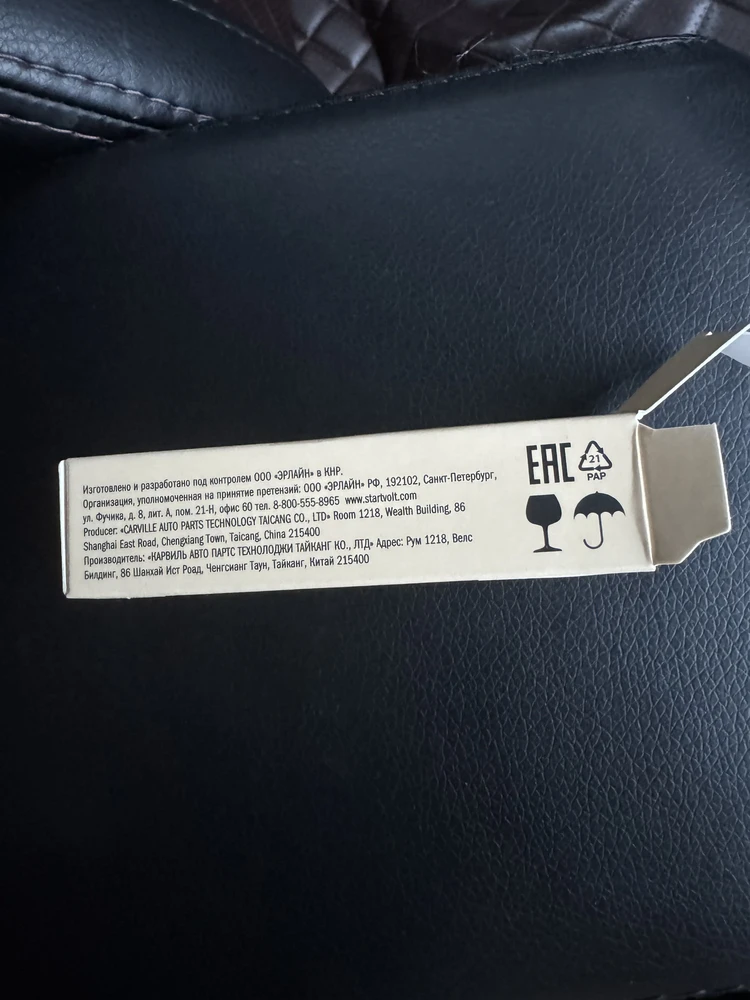 Изготовлено и разработано под контролем ООО «ЭРЛАЙН» в КНР.
Организация, уполномоченная на принятие претензий: ООО «ЭРЛАЙН» РФ, 192102, Санкт-Петербург,
ул. Фучика, д. 8, лит. А, пом. 21-Н, офис 60 тел. 8-800-555-8965 www.startvolt.com
Producer: «CARVILLE AUTO PARTS TECHNOLOGY TAICANG CO., LTD» Room 1218, Wealth Building, 86
Shanghai East Road, Chengxiang Town, Taicang, China 215400
Производитель: «КАРВИЛЬ АВТО ПАРТС ТЕХНОЛОДЖИ ТАЙКАНГ КО., ЛТД» Адрес: Рум 1218, Велс
Билдинг, 86 Шанхай Ист Роад, Ченгсианг Таун, Тайканг, Китай 215400
EAC
21
PAP